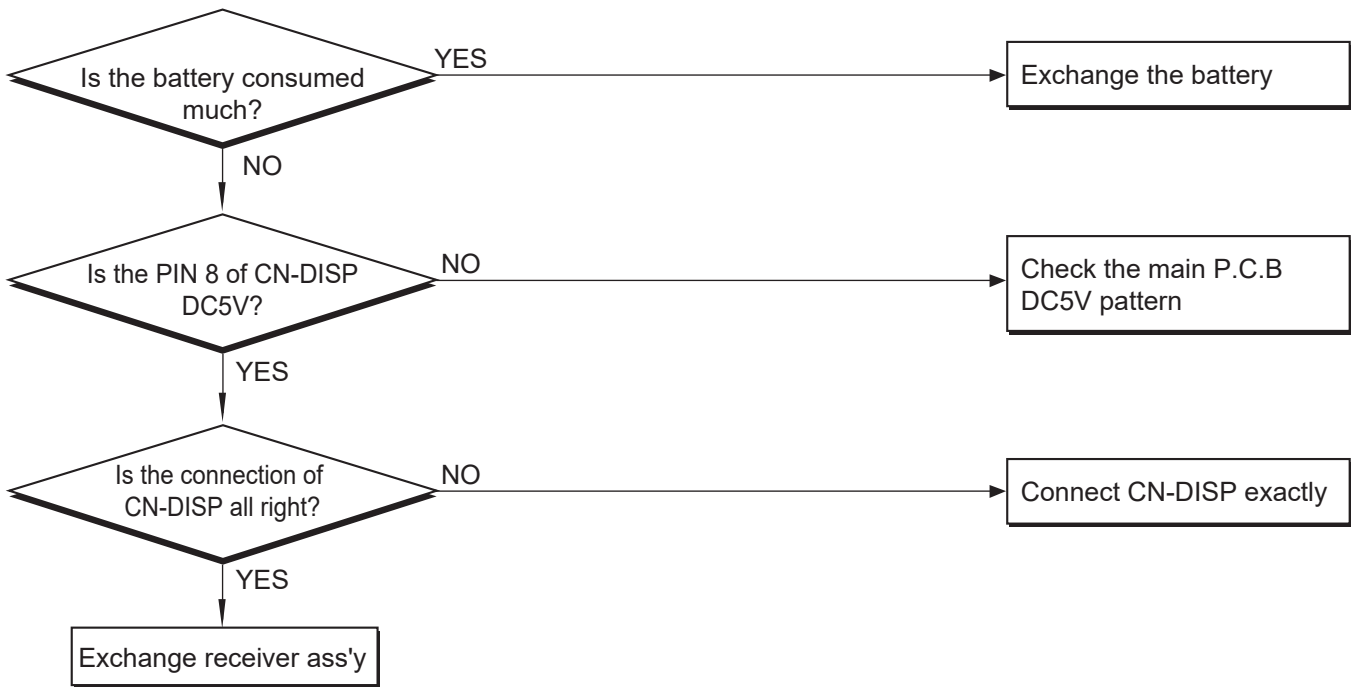 Is the battery consumed
much?
YES
Exchange the battery
NO
Is the PIN 8 of CN-DISP
DC5V?
NO
Check the main P.C.B
DC5V pattern
YES
Is the connection of
CN-DISP all right?
NO
Connect CN-DISP exactly
YES
Exchange receiver ass'y